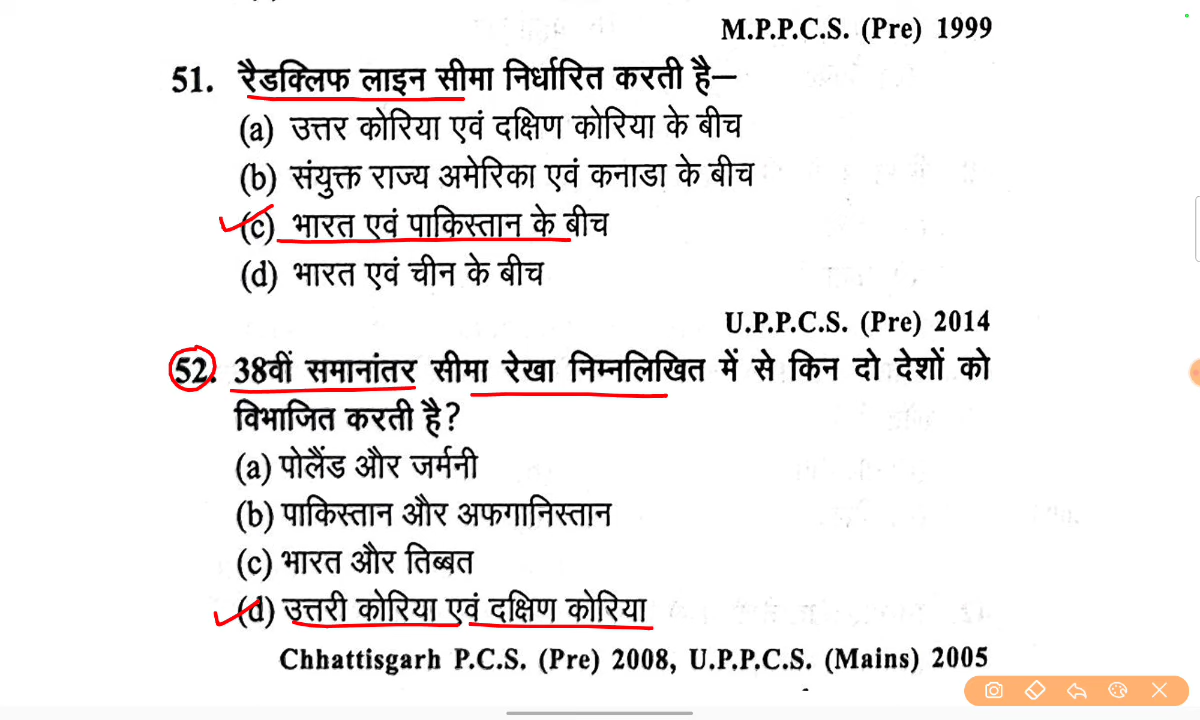 M.P.P.C.S. (Pre) 1999
51. रैडक्लिफ लाइन सीमा निर्धारित करती है—
(a) उत्तर कोरिया एवं दक्षिण कोरिया के बीच
(b) संयुक्त राज्य अमेरिका एवं कनाडा के बीच
(c) भारत एवं पाकिस्तान के बीच
(d) भारत एवं चीन के बीच
U.P.P.C.S. (Pre) 2014
52. 38वीं समानांतर सीमा रेखा निम्नलिखित में से किन दो देशों को
विभाजित करती है?
(a) पोलैंड और जर्मनी
(b) पाकिस्तान और अफगानिस्तान
(c) भारत और तिब्बत
(d) उत्तरी कोरिया एवं दक्षिण कोरिया
Chhattisgarh P.C.S. (Pre) 2008, U.P.P.C.S. (Mains) 2005